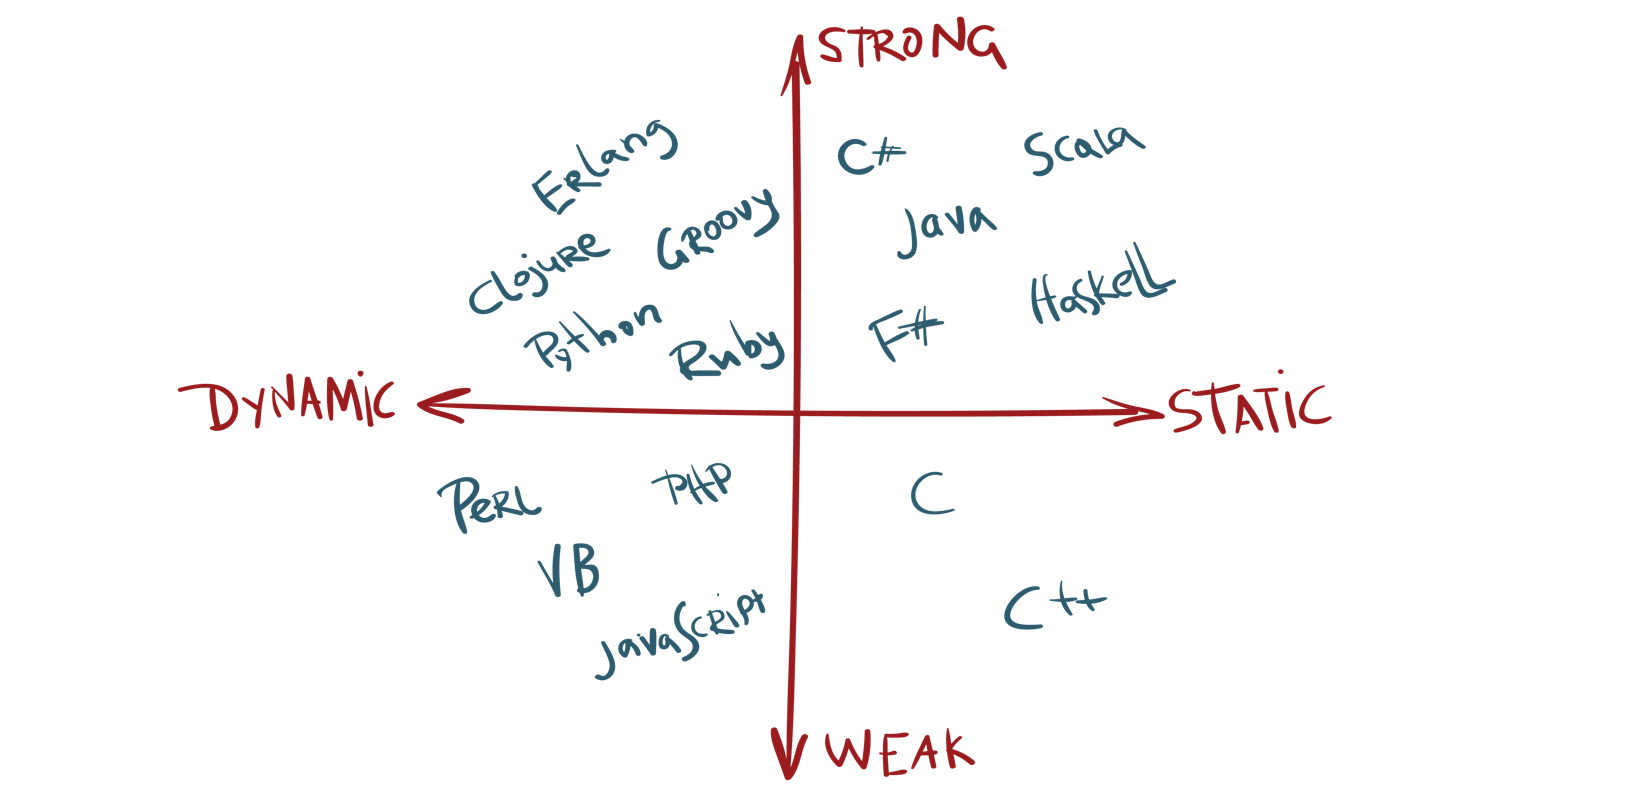 STRONG
C#
Scala
Erlang
Groovy
Java
Clojure
Haskell
Python
Ruby
F#
DYNAMIC
STATIC
Perl
PHP
C
VB
C++
JavaScript
WEAK